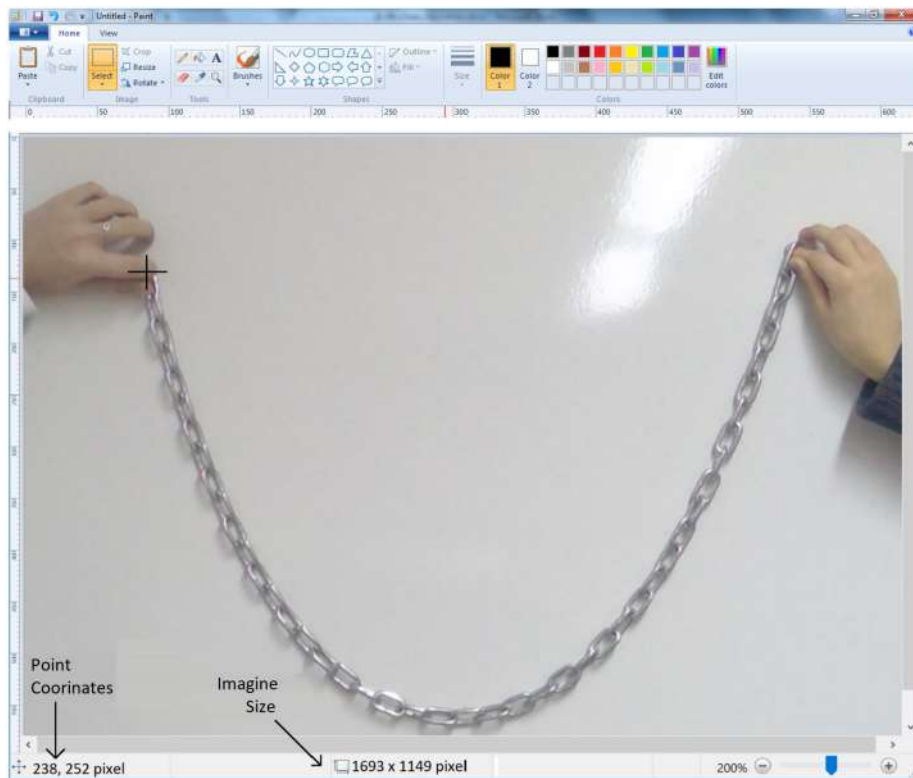 Untitled - Paint
Home View
Paste
Cut
Copy
Clipboard
Select
Crop
Resize
Rotate
Image
A
Tools
Brushes
Outline
Fill
Shapes
Size
Color 1
Color 2
Edit colors
Colors
0 50 100 150 200 250 300 350 400 450 500 550 600
Point
Coorinates
Imagine
Size
238, 252 pixel
1693 x 1149 pixel
200%